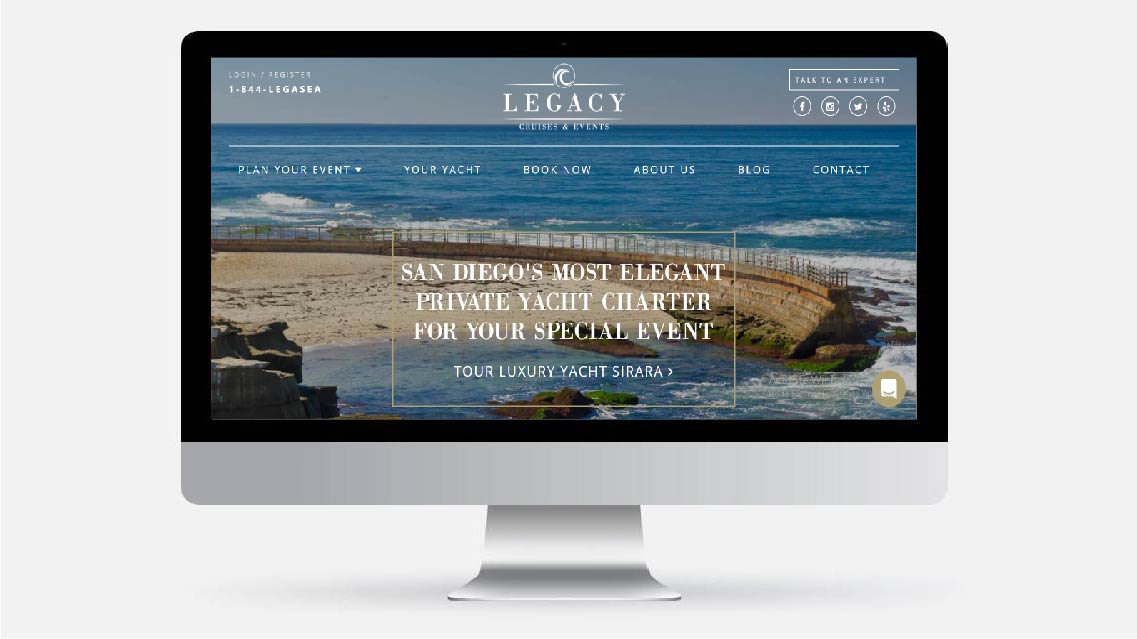 LOGIN / REGISTER
1-844-LEGASEA
LEGACY
CRUISES & EVENTS
TALK TO AN EXPERT
PLAN YOUR EVENT
YOUR YACHT
BOOK NOW
ABOUT US
BLOG
CONTACT
SAN DIEGO'S MOST ELEGANT
PRIVATE YACHT CHARTER
FOR YOUR SPECIAL EVENT
TOUR LUXURY YACHT SIRARA >